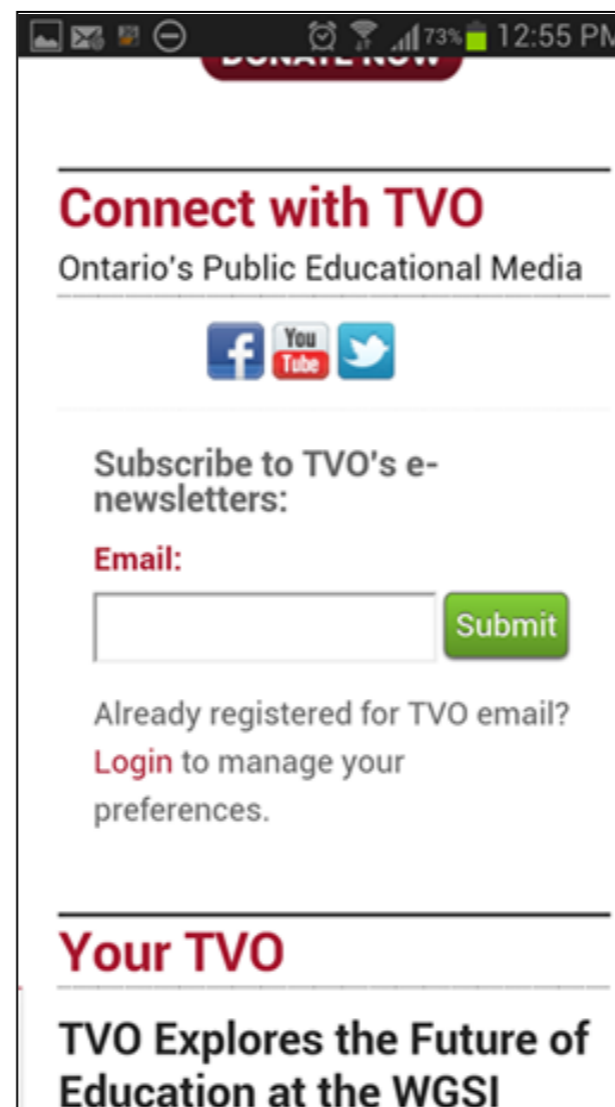 73% 12:55 PM
DONATE NOW
Connect with TVO
Ontario's Public Educational Media
f You Tube
Subscribe to TVO's e-
newsletters:
Email:
Submit
Already registered for TVO email?
Login to manage your
preferences.
Your TVO
TVO Explores the Future of
Education at the WGSI